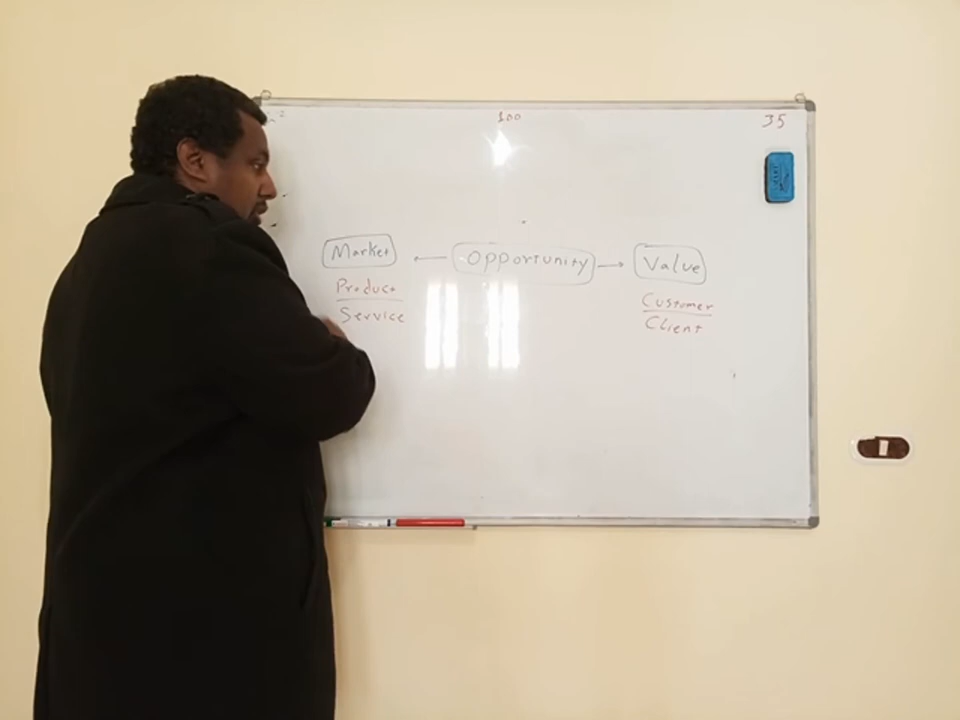 100
35
Market
Opportunity
Value
Product
Service
Customer
Client